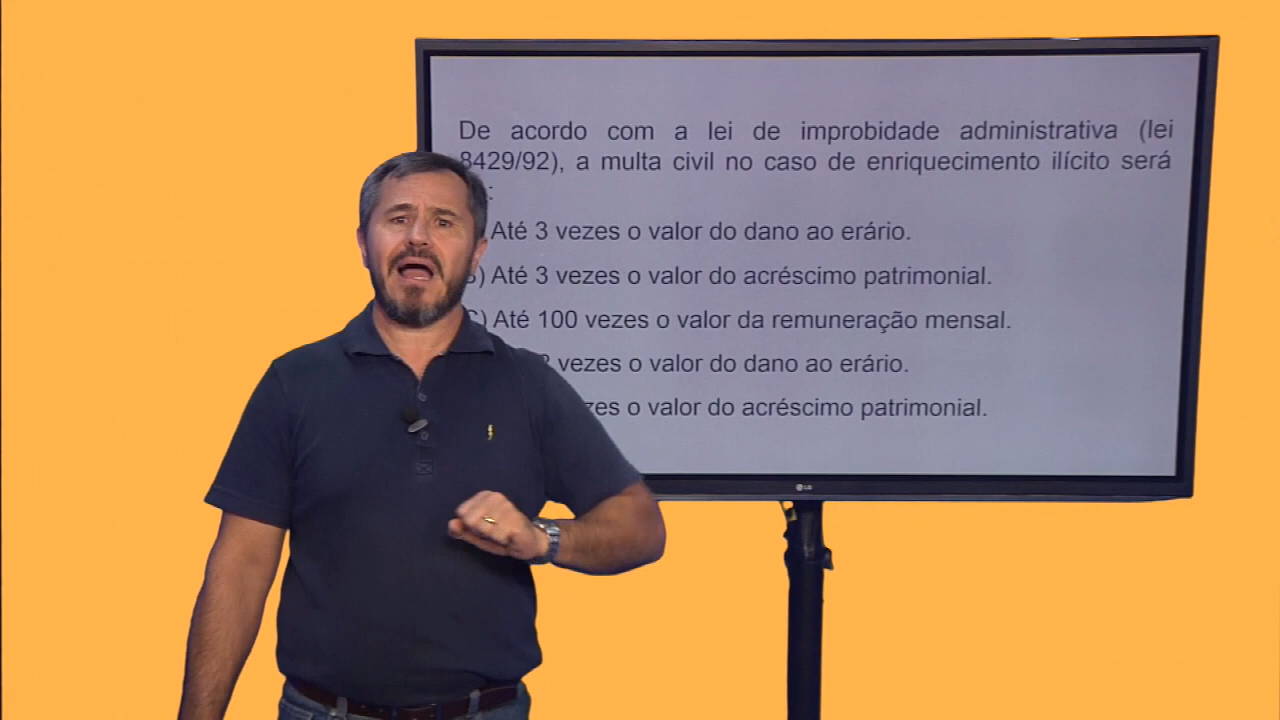 De acordo com a lei de improbidade administrativa (lei
8429/92), a multa civil no caso de enriquecimento ilícito será
:
Até 3 vezes o valor do dano ao erário.
B) Até 3 vezes o valor do acréscimo patrimonial.
C) Até 100 vezes o valor da remuneração mensal.
vezes o valor do dano ao erário.
o valor do acréscimo patrimonial.
LG